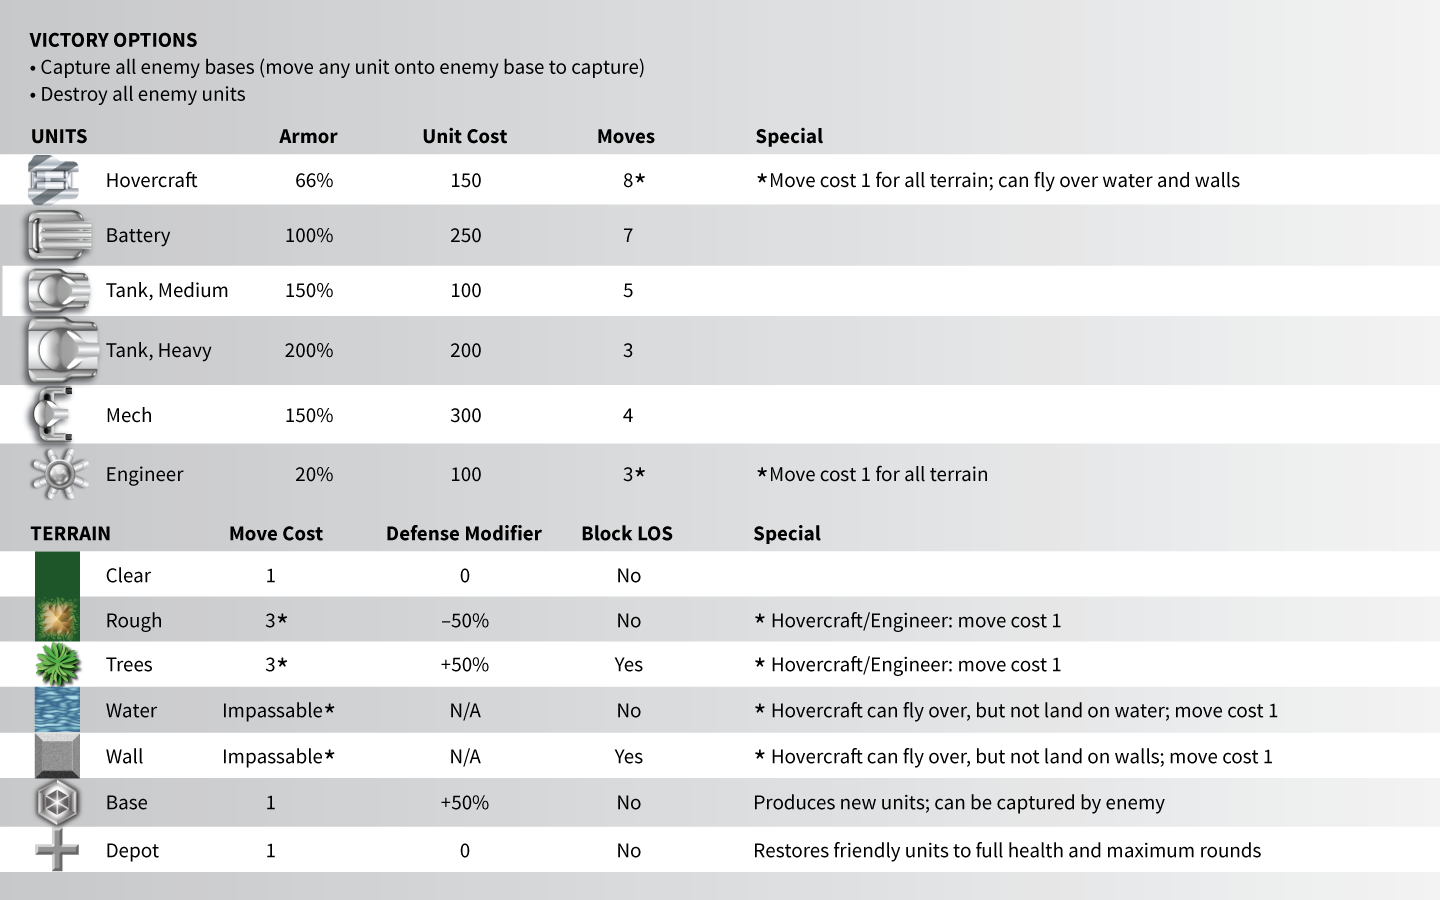 VICTORY OPTIONS
• Capture all enemy bases (move any unit onto enemy base to capture)
• Destroy all enemy units
UNITS Armor Unit Cost Moves Special
Hovercraft 66% 150 8* *Move cost 1 for all terrain; can fly over water and walls
Battery 100% 250 7
Tank, Medium 150% 100 5
Tank, Heavy 200% 200 3
Mech 150% 300 4
Engineer 20% 100 3* *Move cost 1 for all terrain
TERRAIN Move Cost Defense Modifier Block LOS Special
Clear 1 0 No
Rough 3* –50% No * Hovercraft/Engineer: move cost 1
Trees 3* +50% Yes * Hovercraft/Engineer: move cost 1
Water Impassable* N/A No * Hovercraft can fly over, but not land on water; move cost 1
Wall Impassable* N/A Yes * Hovercraft can fly over, but not land on walls; move cost 1
Base 1 +50% No Produces new units; can be captured by enemy
Depot 1 0 No Restores friendly units to full health and maximum rounds